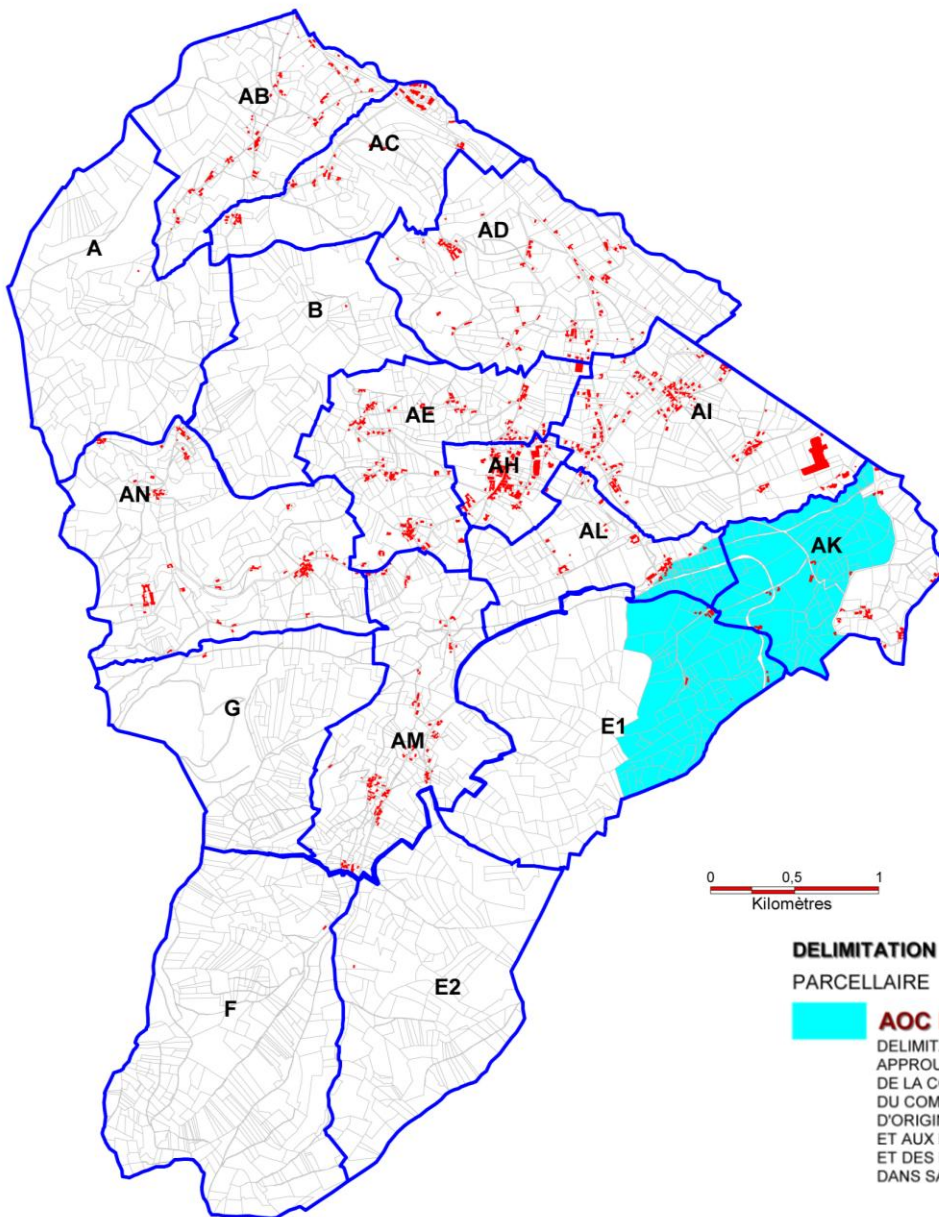 AB
AC
A
AD
B
AI
AE
AH
AN
AL
AK
G
E1
AM
0 0,5 1
Kilomètres
DELIMITATION
PARCELLAIRE
E2
F
AOC
DELIMIT
APPROU
DE LA C
DU COM
D'ORIGIN
ET AUX
ET DES
DANS SA